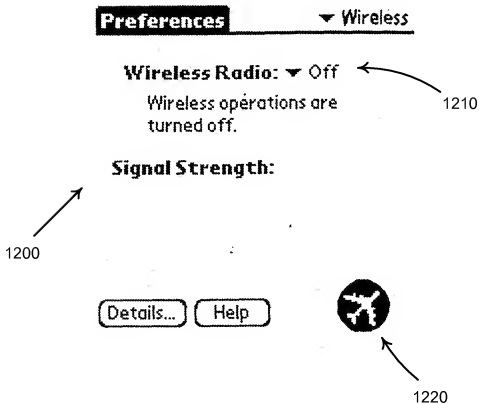 Preferences
Wireless
Wireless Radio: Off
1210
Wireless operations are
turned off.
Signal Strength:
1200
Details... Help
1220